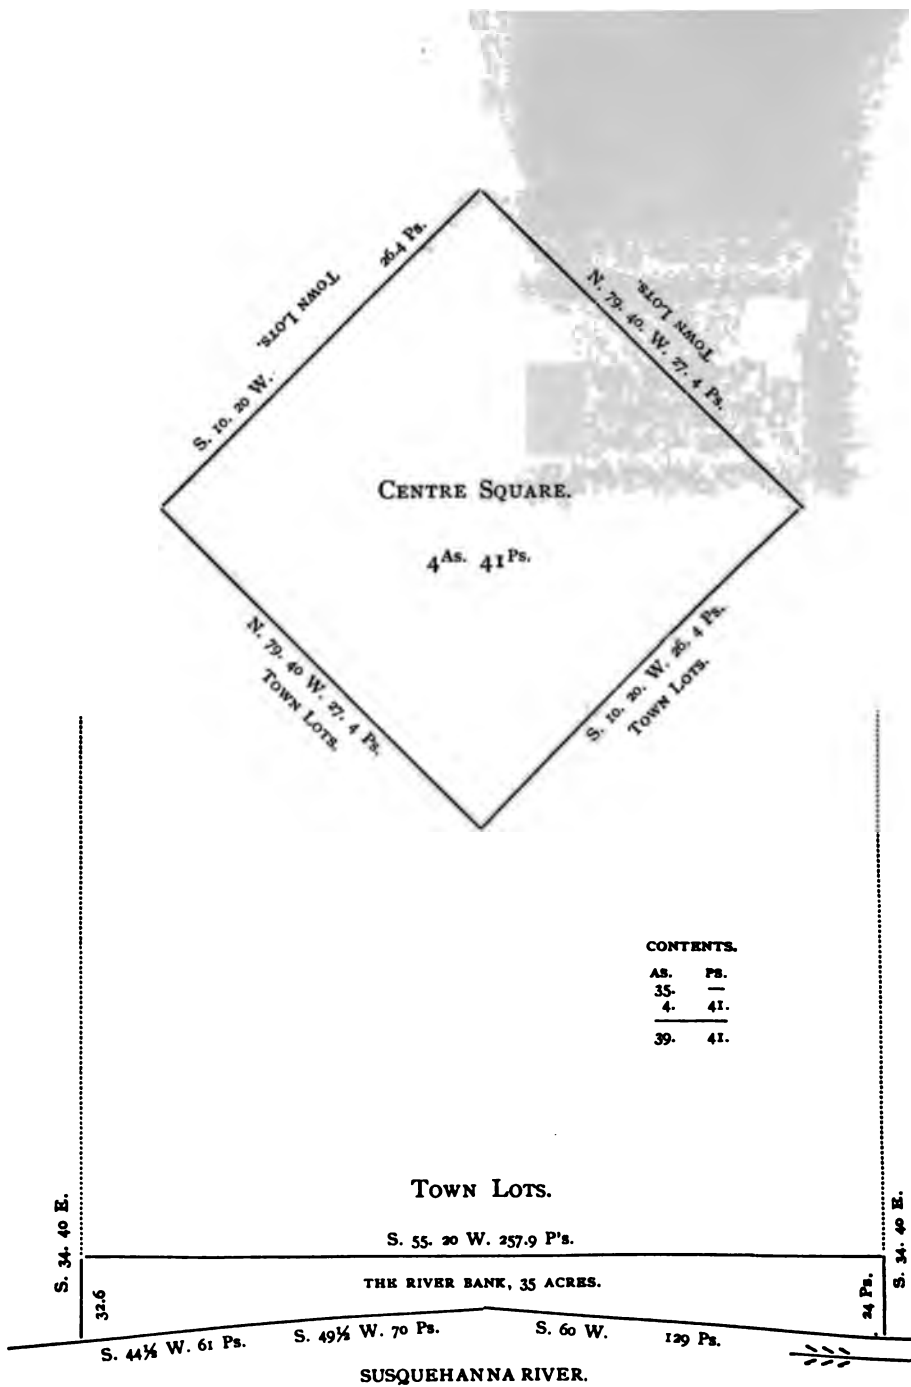 26.4 Ps.
TOWN LOTS.
S. 10. 20 W.
N. 79. 40. W. 27. 4 Ps.
TOWN LOTS.
CENTRE SQUARE.
4As. 41Ps.
N. 79. 40 W. 27. 4 Ps.
TOWN LOTS.
S. 10. 20. W. 26. 4 Ps.
TOWN LOTS.
CONTENTS.
AS. PS.
35. —
4. 41.
39. 41.
TOWN LOTS.
S. 34. 40 E.
S. 34. 40 E.
S. 55. 20 W. 257.9 P's.
THE RIVER BANK, 35 ACRES.
32.6
24 Ps.
S. 44½ W. 61 Ps.
S. 49½ W. 70 Ps.
S. 60 W. 129 Ps.
SUSQUEHANNA RIVER.